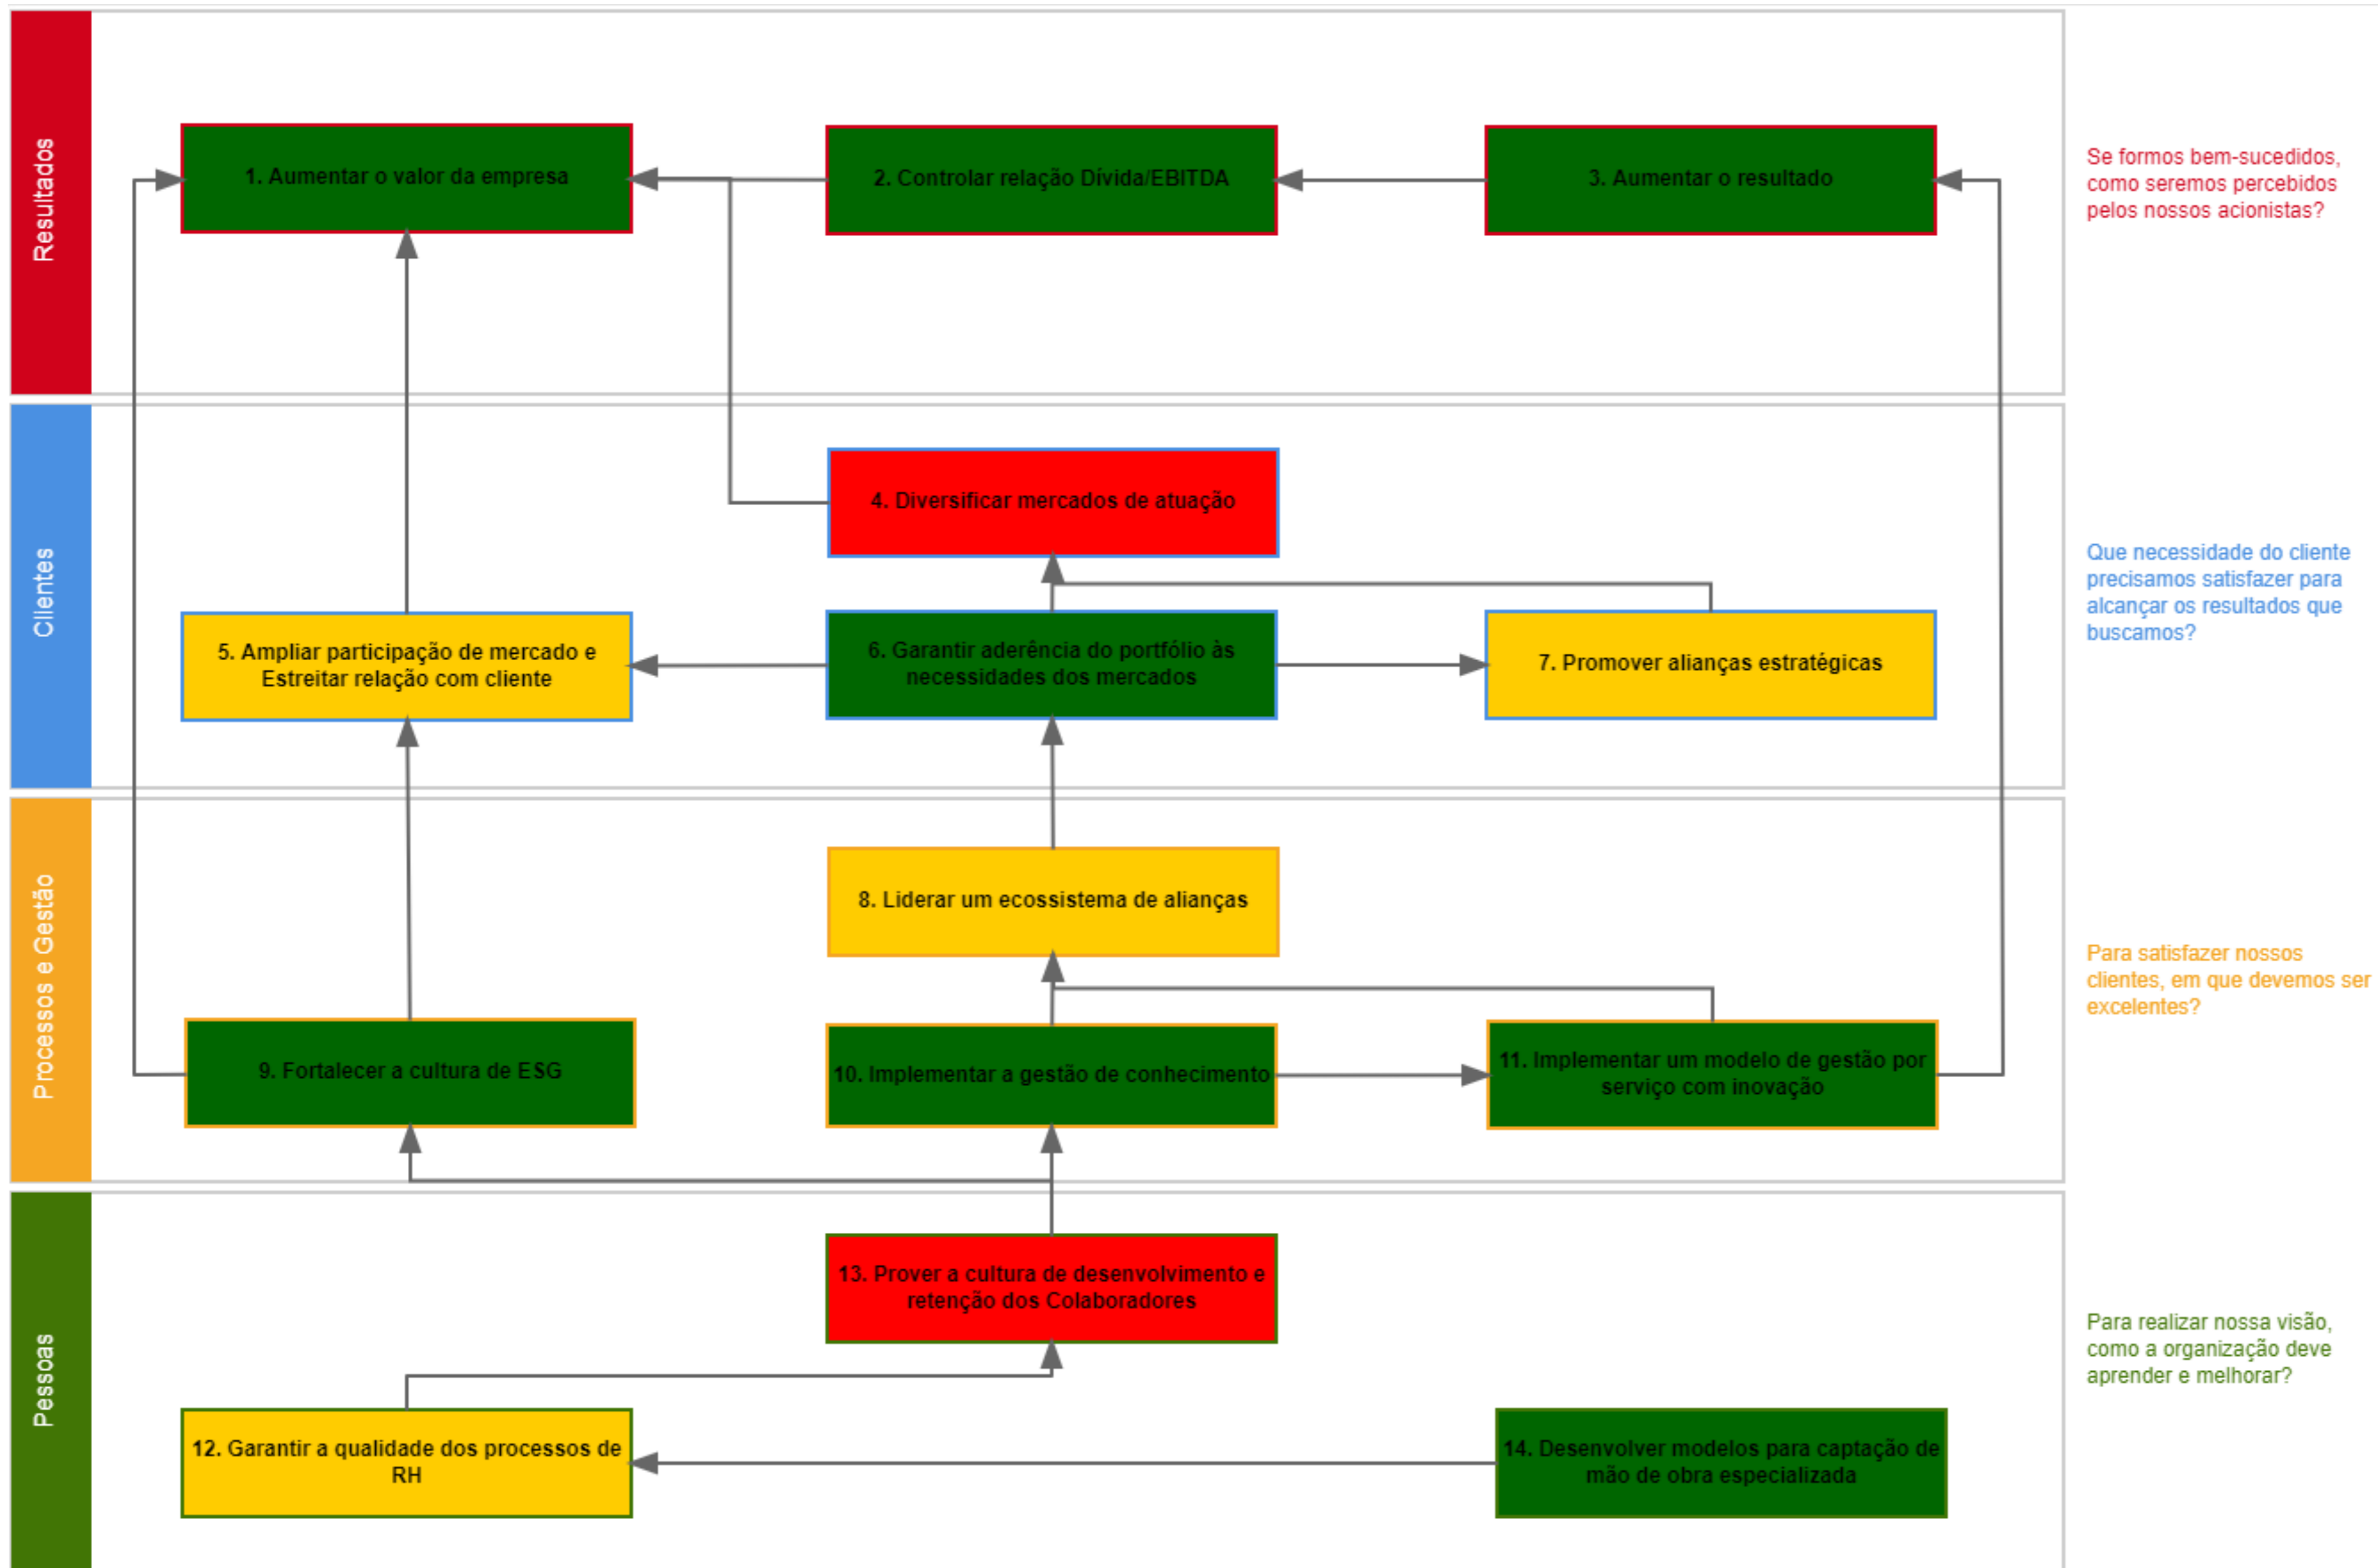 Resultados
1. Aumentar o valor da empresa
2. Controlar relação Dívida/EBITDA
3. Aumentar o resultado
Se formos bem-sucedidos,
como seremos percebidos
pelos nossos acionistas?
Clientes
4. Diversificar mercados de atuação
5. Ampliar participação de mercado e
Estreitar relação com cliente
6. Garantir aderência do portfólio às
necessidades dos mercados
7. Promover alianças estratégicas
Que necessidade do cliente
precisamos satisfazer para
alcançar os resultados que
buscamos?
Processos e Gestão
8. Liderar um ecossistema de alianças
9. Fortalecer a cultura de ESG
10. Implementar a gestão de conhecimento
11. Implementar um modelo de gestão por
serviço com inovação
Para satisfazer nossos
clientes, em que devemos ser
excelentes?
Pessoas
13. Prover a cultura de desenvolvimento e
retenção dos Colaboradores
12. Garantir a qualidade dos processos de
RH
14. Desenvolver modelos para captação de
mão de obra especializada
Para realizar nossa visão,
como a organização deve
aprender e melhorar?